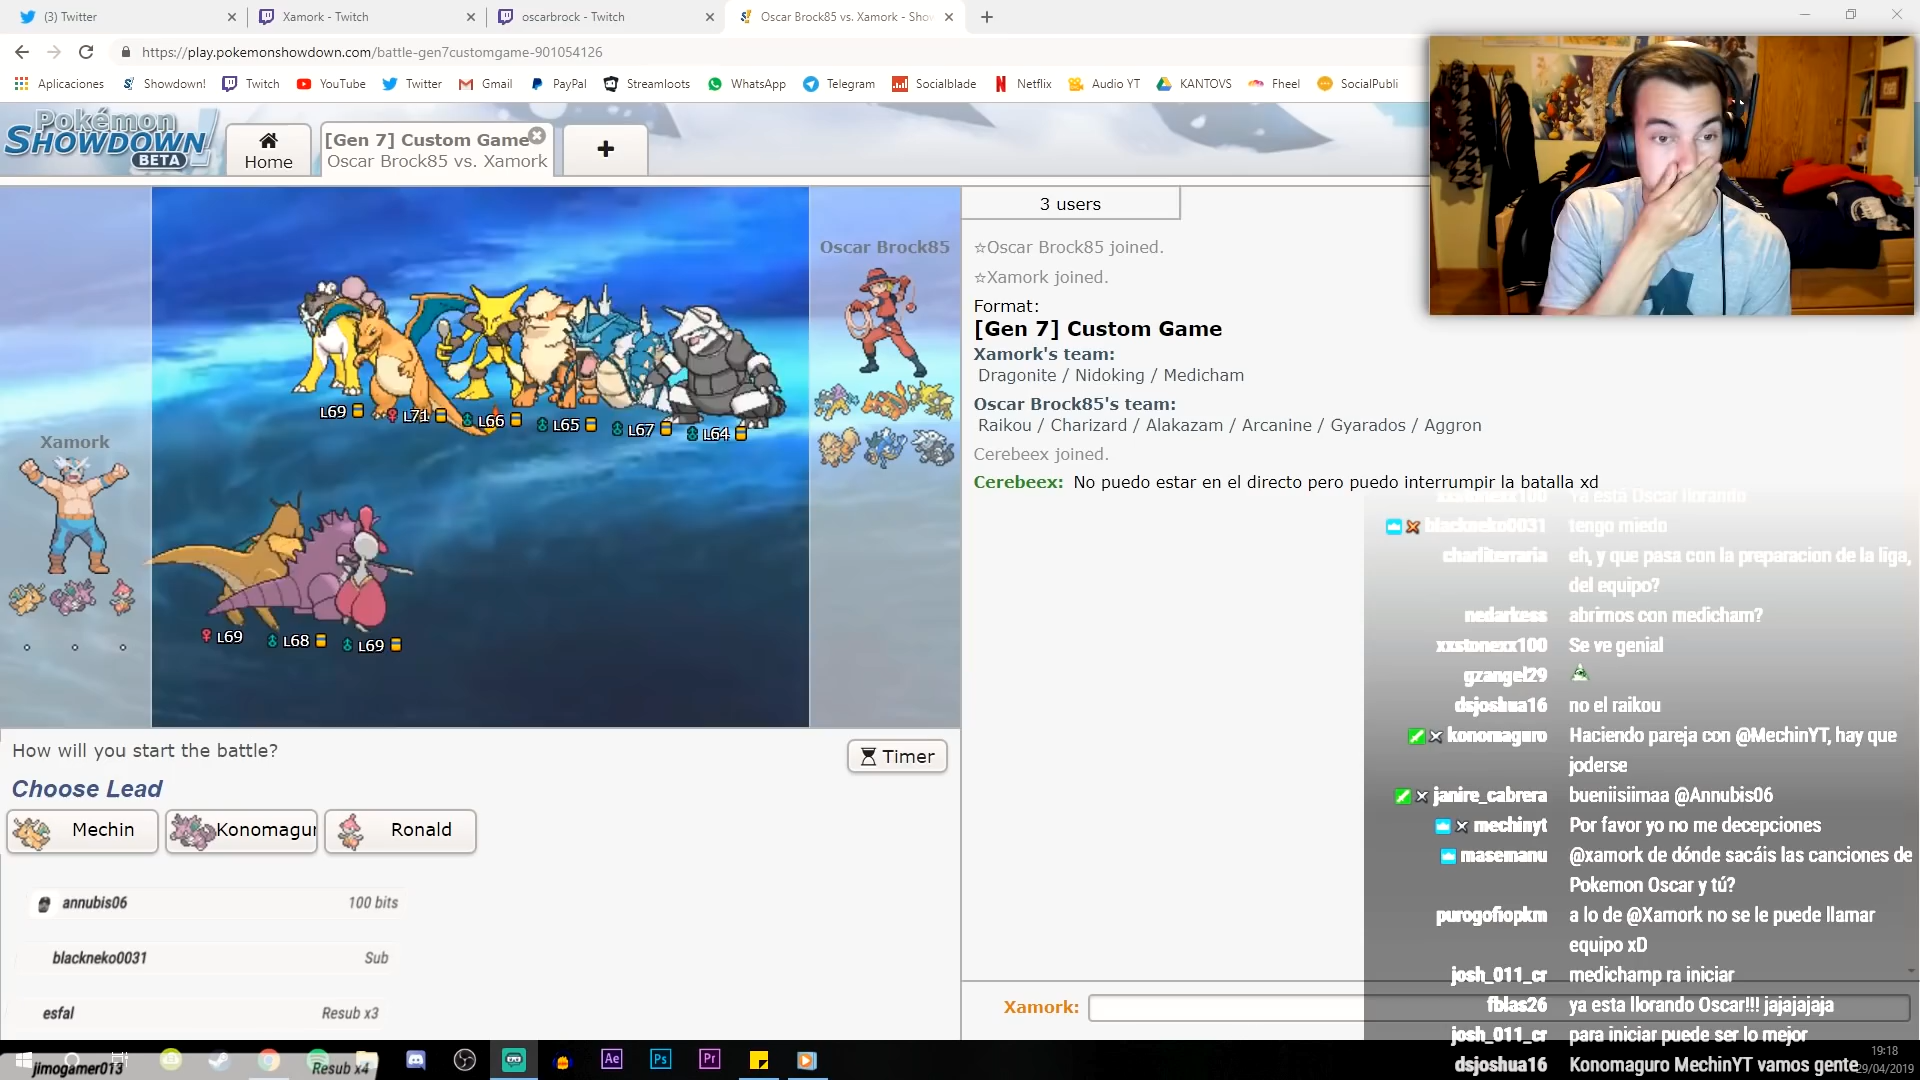 (3) Twitter
Xamork - Twitch
oscarbrock - Twitch
Oscar Brock85 vs. Xamork - Sho
https://play.pokemonshowdown.com/battle-gen7customgame-901054126
Aplicaciones
Showdown!
Twitch
YouTube
Twitter
Gmail
PayPal
Streamloots
WhatsApp
Telegram
Socialblade
Netflix
Audio YT
KANTOVS
Fheel
SocialPubli
Pokémon
SHOWDOWN!
BETA
Home
[Gen 7] Custom Game
Oscar Brock85 vs. Xamork
3 users
Oscar Brock85
L69 L71 L66 L65 L67 L64
Xamork
L69 L68 L69
☆Oscar Brock85 joined.
☆Xamork joined.
Format:
[Gen 7] Custom Game
Xamork's team:
Dragonite / Nidoking / Medicham
Oscar Brock85's team:
Raikou / Charizard / Alakazam / Arcanine / Gyarados / Aggron
Cerebeex joined.
Cerebeex: No puedo estar en el directo pero puedo interrumpir la batalla xd
How will you start the battle?
Timer
Choose Lead
Mechin
Konomagur
Ronald
annubis06 100 bits
blackneko0031 Sub
esfal Resub x3
jimogamer013 Resub x4
Xamork:
xxstonexx100 Ya está Oscar llorando
blackneko0031 tengo miedo
charliterraria eh, y que pasa con la preparacion de la liga,
del equipo?
nedarkess abrimos con medicham?
xxstonexx100 Se ve genial
gzangel29
dsjoshua16 no el raikou
konomaguro Haciendo pareja con @MechinYT, hay que
joderse
janire_cabrera bueniisiimaa @Annubis06
mechinyt Por favor yo no me decepciones
masemanu @xamork de dónde sacáis las canciones de
Pokemon Oscar y tú?
purogofiopkm a lo de @Xamork no se le puede llamar
equipo xD
josh_011_cr medichamp ra iniciar
fblas26 ya esta llorando Oscar!!! jajajajaja
josh_011_cr para iniciar puede ser lo mejor
dsjoshua16 Konomaguro MechinYT vamos gente
Ae
Ps
Pr
19:18
29/04/2019